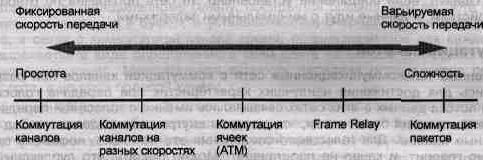 Фиксированная
скорость передачи
Варьируемая
скорость передачи
Простота
Сложность
Коммутация
каналов
Коммутация
каналов на
разных скоростях
Коммутация
ячеек
(ATM)
Frame Relay
Коммутация
пакетов